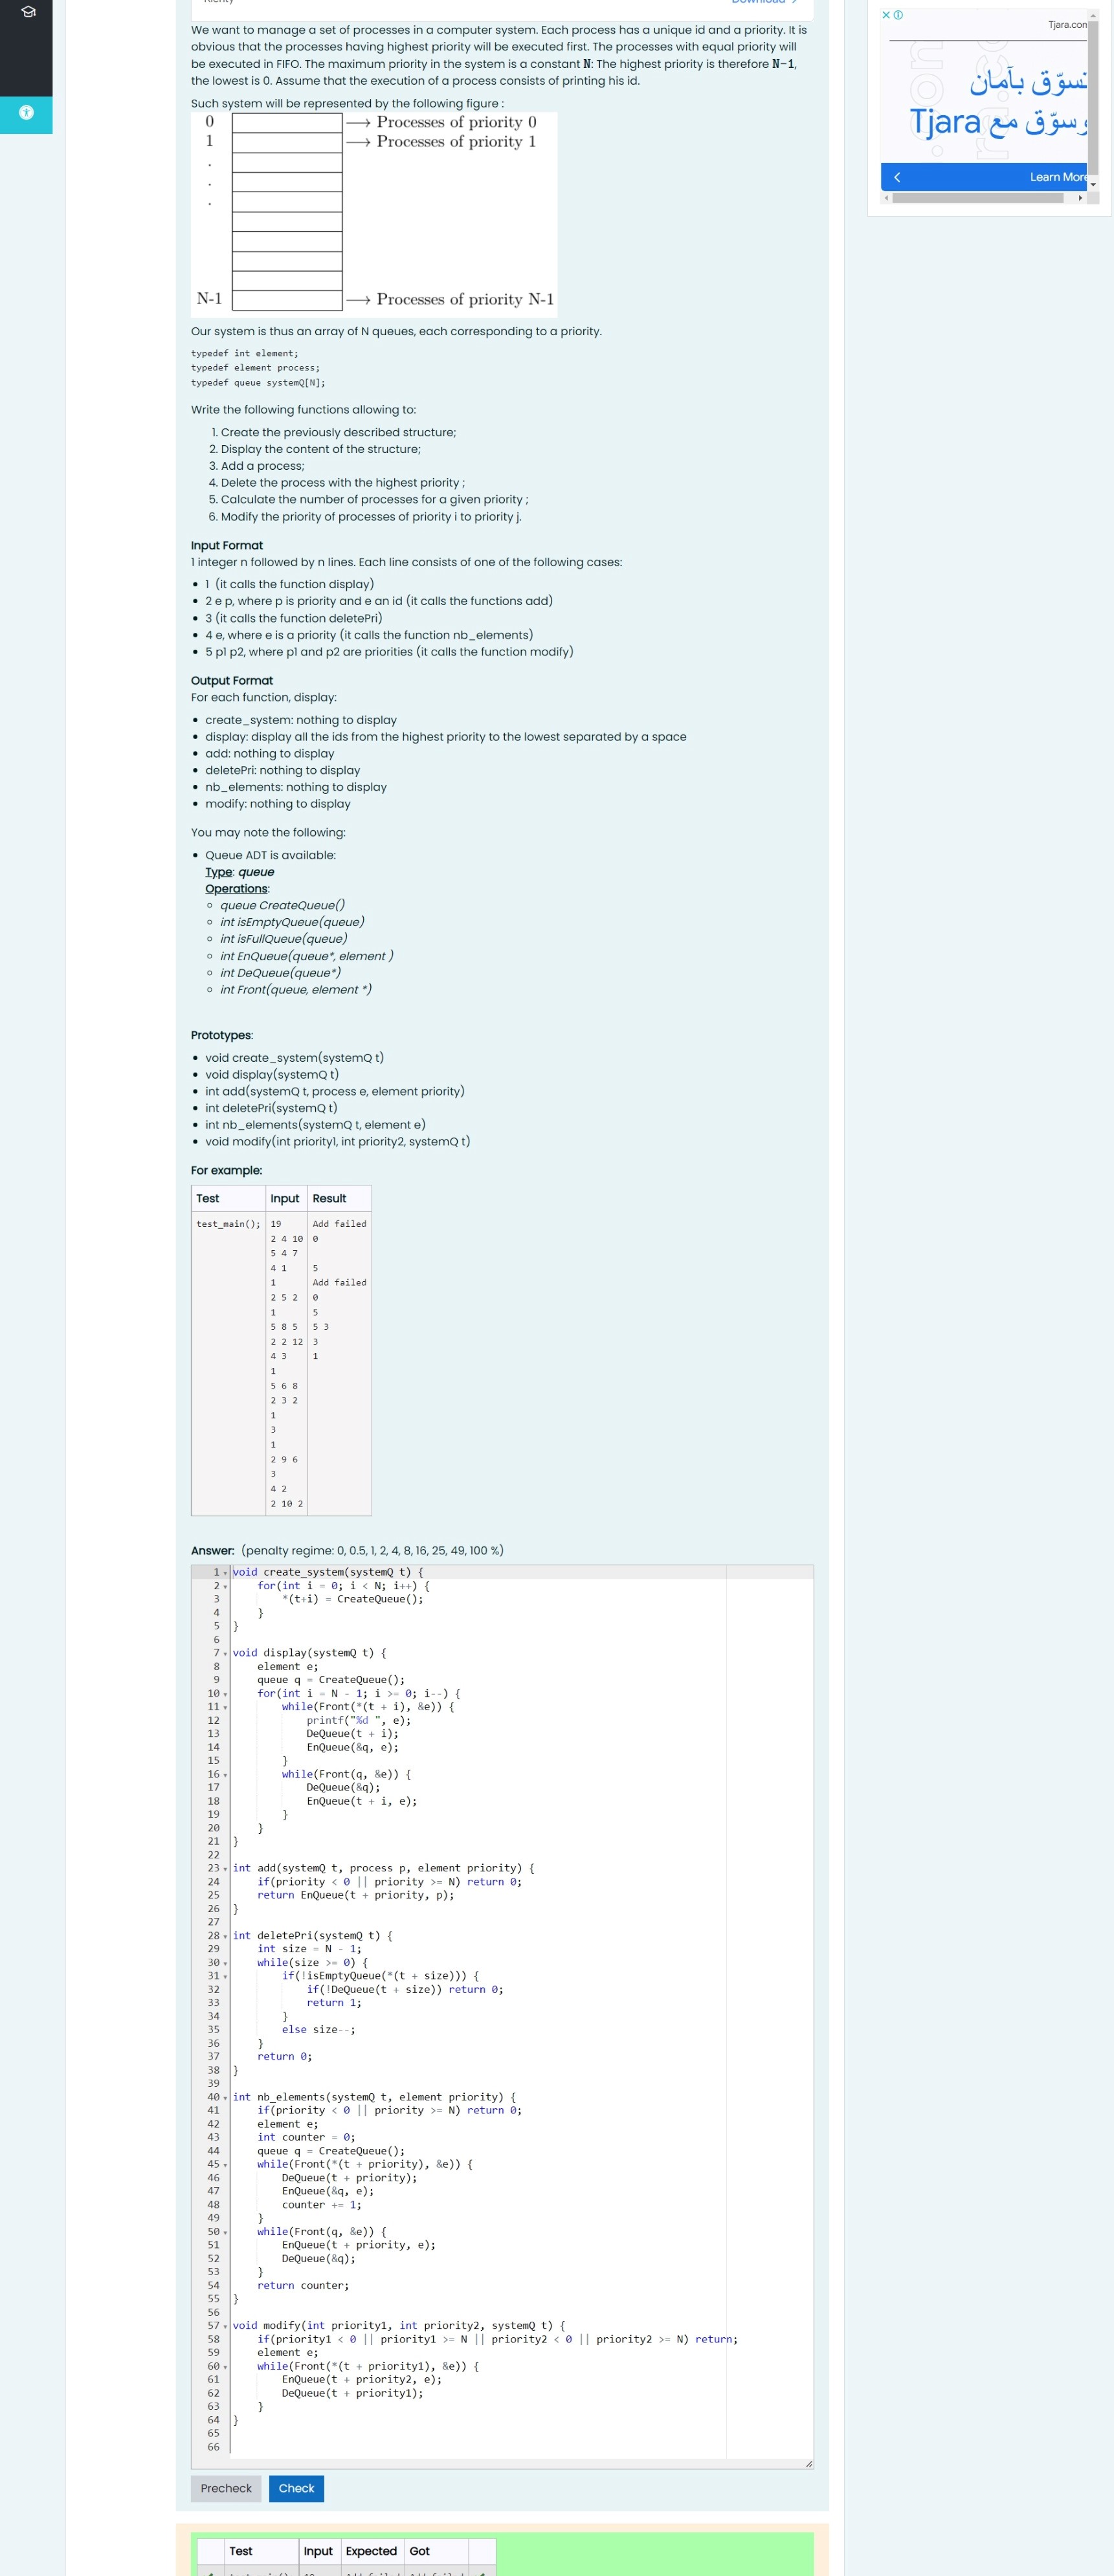 We want to manage a set of processes in a computer system. Each process has a unique id and a priority. It is
obvious that the processes having highest priority will be executed first. The processes with equal priority will
be executed in FIFO. The maximum priority in the system is a constant N: The highest priority is therefore N-1,
the lowest is 0. Assume that the execution of a process consists of printing his id.
Such system will be represented by the following figure :
0 → Processes of priority 0
1 → Processes of priority 1
.
.
.
N-1 → Processes of priority N-1
Our system is thus an array of N queues, each corresponding to a priority.
typedef int element;
typedef element process;
typedef queue systemQ[N];
Write the following functions allowing to:
1. Create the previously described structure;
2. Display the content of the structure;
3. Add a process;
4. Delete the process with the highest priority ;
5. Calculate the number of processes for a given priority ;
6. Modify the priority of processes of priority i to priority j.
Input Format
1 integer n followed by n lines. Each line consists of one of the following cases:
• 1 (it calls the function display)
• 2 e p, where p is priority and e an id (it calls the functions add)
• 3 (it calls the function deletePri)
• 4 e, where e is a priority (it calls the function nb_elements)
• 5 p1 p2, where p1 and p2 are priorities (it calls the function modify)
Output Format
For each function, display:
• create_system: nothing to display
• display: display all the ids from the highest priority to the lowest separated by a space
• add: nothing to display
• deletePri: nothing to display
• nb_elements: nothing to display
• modify: nothing to display
You may note the following:
• Queue ADT is available:
Type: queue
Operations:
○ queue CreateQueue()
○ int isEmptyQueue(queue)
○ int isFullQueue(queue)
○ int EnQueue(queue*, element )
○ int DeQueue(queue*)
○ int Front(queue, element *)
Prototypes:
• void create_system(systemQ t)
• void display(systemQ t)
• int add(systemQ t, process e, element priority)
• int deletePri(systemQ t)
• int nb_elements(systemQ t, element e)
• void modify(int priority1, int priority2, systemQ t)
For example:
Test Input Result
test_main(); 19 Add failed
2 4 10 0
5 4 7
4 1 5
1 Add failed
2 5 2 0
1 5
5 8 5 5 3
2 2 12 3
4 3 1
1
5 6 8
2 3 2
1
3
1
2 9 6
3
4 2
2 10 2
Answer: (penalty regime: 0, 0.5, 1, 2, 4, 8, 16, 25, 49, 100 %)
1 void create_system(systemQ t) {
2 for(int i = 0; i < N; i++) {
3 *(t+i) = CreateQueue();
4 }
5 }
6
7 void display(systemQ t) {
8 element e;
9 queue q = CreateQueue();
10 for(int i = N - 1; i >= 0; i--) {
11 while(Front(*(t + i), &e)) {
12 printf("%d ", e);
13 DeQueue(t + i);
14 EnQueue(&q, e);
15 }
16 while(Front(q, &e)) {
17 DeQueue(&q);
18 EnQueue(t + i, e);
19 }
20 }
21 }
22
23 int add(systemQ t, process p, element priority) {
24 if(priority < 0 || priority >= N) return 0;
25 return EnQueue(t + priority, p);
26 }
27
28 int deletePri(systemQ t) {
29 int size = N - 1;
30 while(size >= 0) {
31 if(!isEmptyQueue(*(t + size))) {
32 if(!DeQueue(t + size)) return 0;
33 return 1;
34 }
35 else size--;
36 }
37 return 0;
38 }
39
40 int nb_elements(systemQ t, element priority) {
41 if(priority < 0 || priority >= N) return 0;
42 element e;
43 int counter = 0;
44 queue q = CreateQueue();
45 while(Front(*(t + priority), &e)) {
46 DeQueue(t + priority);
47 EnQueue(&q, e);
48 counter += 1;
49 }
50 while(Front(q, &e)) {
51 EnQueue(t + priority, e);
52 DeQueue(&q);
53 }
54 return counter;
55 }
56
57 void modify(int priority1, int priority2, systemQ t) {
58 if(priority1 < 0 || priority1 >= N || priority2 < 0 || priority2 >= N) return;
59 element e;
60 while(Front(*(t + priority1), &e)) {
61 EnQueue(t + priority2, e);
62 DeQueue(t + priority1);
63 }
64 }
65
66
Precheck Check
Test Input Expected Got
Tjara.com
تسوّق بأمان
وسوّق مع Tjara
Learn More